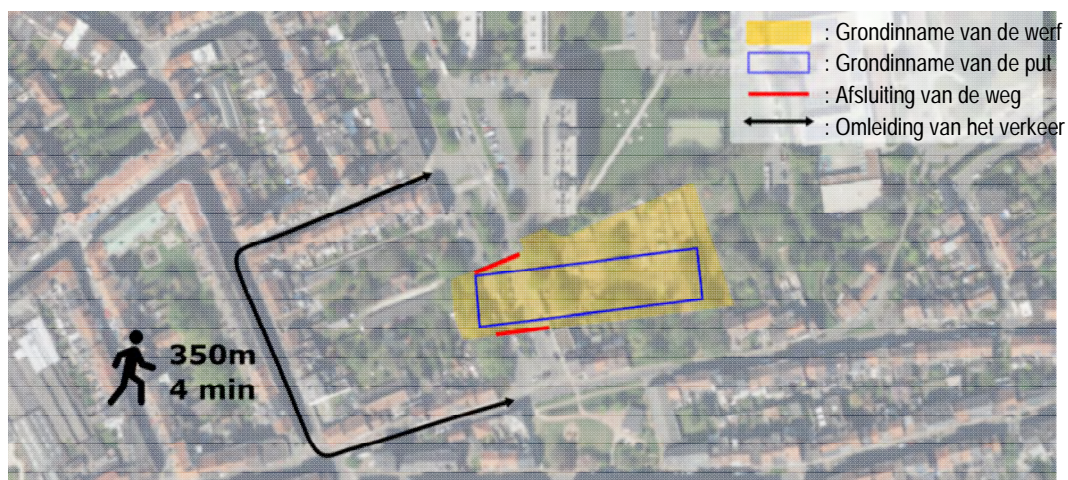 : Grondinname van de werf
: Grondinname van de put
: Afsluiting van de weg
: Omleiding van het verkeer
350m
4 min